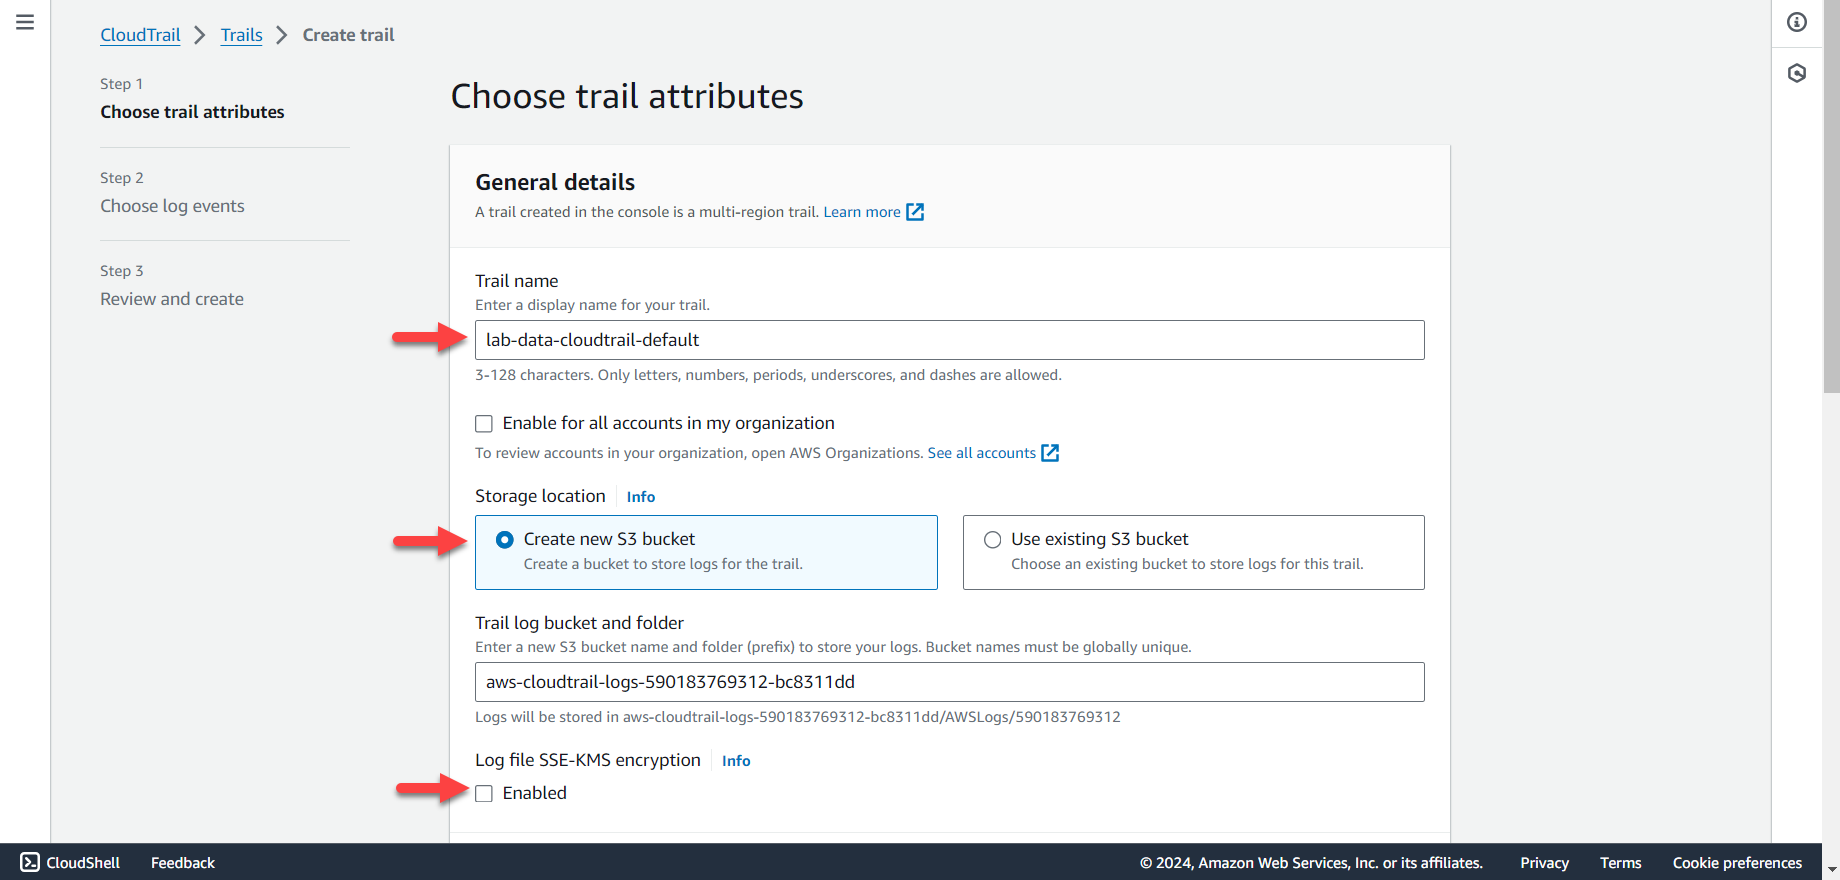 CloudTrail > Trails > Create trail
Step 1
Choose trail attributes
Step 2
Choose log events
Step 3
Review and create
Choose trail attributes
General details
A trail created in the console is a multi-region trail. Learn more
Trail name
Enter a display name for your trail.
lab-data-cloudtrail-default
3-128 characters. Only letters, numbers, periods, underscores, and dashes are allowed.
Enable for all accounts in my organization
To review accounts in your organization, open AWS Organizations. See all accounts
Storage location Info
Create new S3 bucket
Create a bucket to store logs for the trail.
Use existing S3 bucket
Choose an existing bucket to store logs for this trail.
Trail log bucket and folder
Enter a new S3 bucket name and folder (prefix) to store your logs. Bucket names must be globally unique.
aws-cloudtrail-logs-590183769312-bc8311dd
Logs will be stored in aws-cloudtrail-logs-590183769312-bc8311dd/AWSLogs/590183769312
Log file SSE-KMS encryption Info
Enabled
CloudShell Feedback © 2024, Amazon Web Services, Inc. or its affiliates. Privacy Terms Cookie preferences